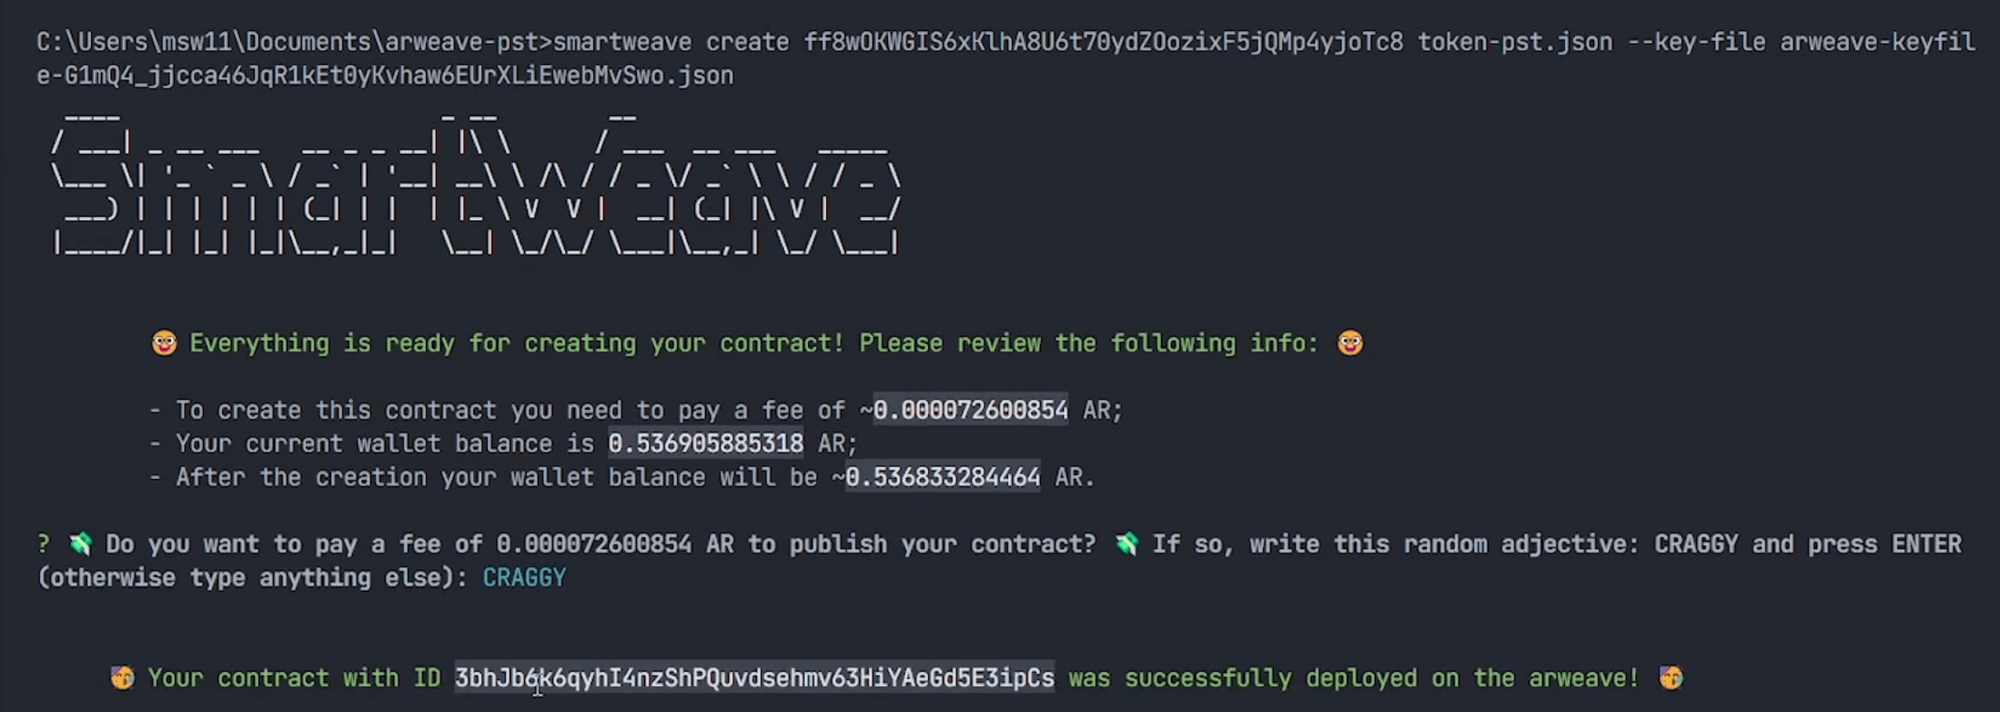 C:\Users\msw11\Documents\arweave-pst>smartweave create ff8wOKWGIS6xKlhA8U6t70ydZOozixF5jQMp4yjoTc8 token-pst.json --key-file arweave-keyfil
e-G1mQ4_jjcca46JqR1kEt0yKvhaw6EUrXLiEwebMvSwo.json
SmartWeave
🤓 Everything is ready for creating your contract! Please review the following info: 🤓
- To create this contract you need to pay a fee of ~0.000072600854 AR;
- Your current wallet balance is 0.536905885318 AR;
- After the creation your wallet balance will be ~0.536833284464 AR.
? 💸 Do you want to pay a fee of 0.000072600854 AR to publish your contract? 💸 If so, write this random adjective: CRAGGY and press ENTER
(otherwise type anything else): CRAGGY
🥳 Your contract with ID 3bhJb6k6qyhI4nzShPQuvdsehmv63HiYAeGd5E3ipCs was successfully deployed on the arweave! 🥳